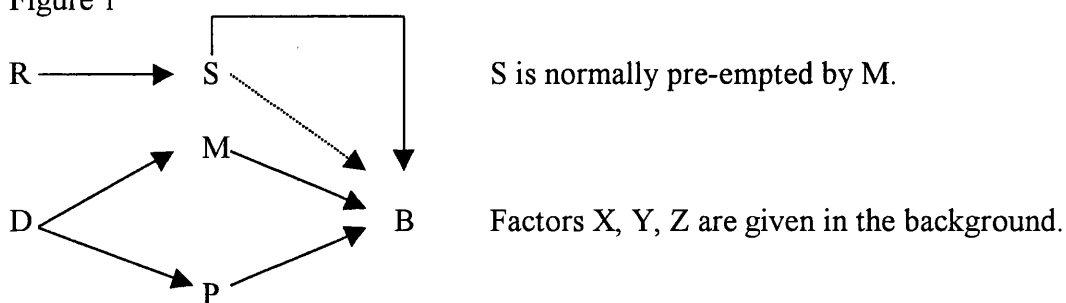 Figure 1
R S S is normally pre-empted by M.
M
D B Factors X, Y, Z are given in the background.
P